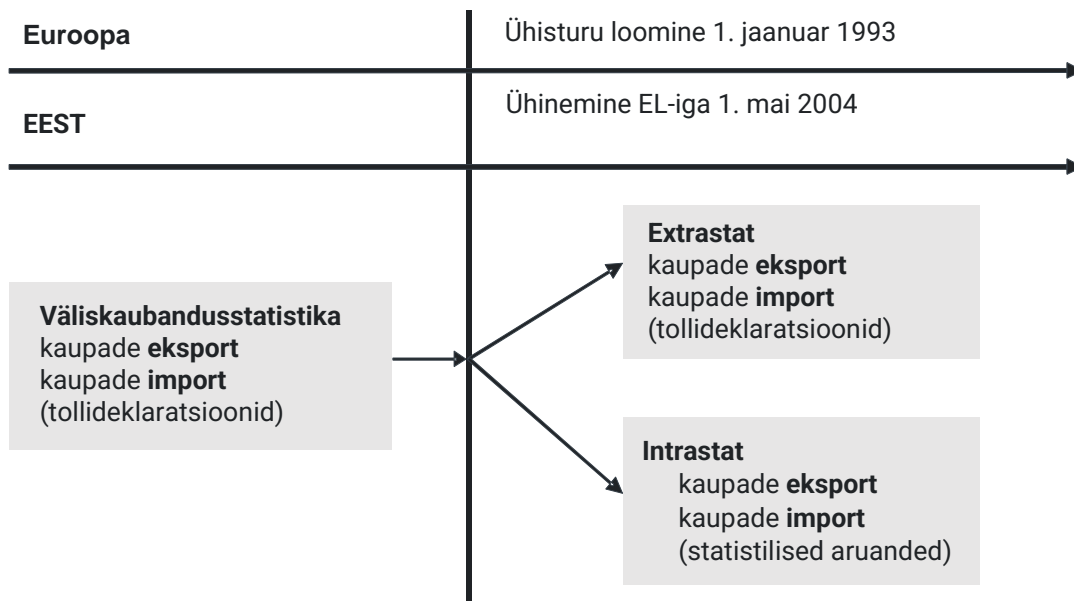 Euroopa
Ühisturu loomine 1. jaanuar 1993
EEST
Ühinemine EL-iga 1. mai 2004
Väliskaubandusstatistika
kaupade eksport
kaupade import
(tollideklaratsioonid)
Extrastat
kaupade eksport
kaupade import
(tollideklaratsioonid)
Intrastat
kaupade eksport
kaupade import
(statistilised aruanded)